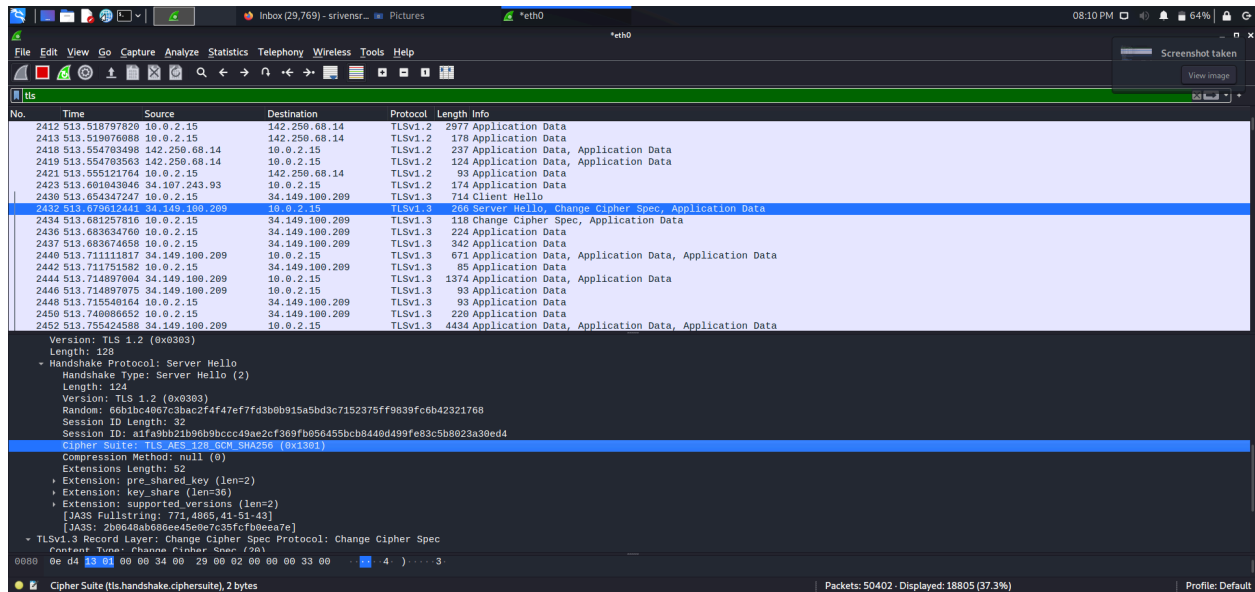 Inbox (29,769) - srivensr...
Pictures
*eth0
08:10 PM
64%
*eth0
File Edit View Go Capture Analyze Statistics Telephony Wireless Tools Help
Screenshot taken
View image
tls
No. Time Source Destination Protocol Length Info
2412 513.518797820 10.0.2.15 142.250.68.14 TLSv1.2 2977 Application Data
2413 513.519076088 10.0.2.15 142.250.68.14 TLSv1.2 178 Application Data
2418 513.554703498 142.250.68.14 10.0.2.15 TLSv1.2 237 Application Data, Application Data
2419 513.554703563 142.250.68.14 10.0.2.15 TLSv1.2 124 Application Data, Application Data
2421 513.555121764 10.0.2.15 142.250.68.14 TLSv1.2 93 Application Data
2423 513.601043046 34.107.243.93 10.0.2.15 TLSv1.2 174 Application Data
2430 513.654347247 10.0.2.15 34.149.100.209 TLSv1.3 714 Client Hello
2432 513.679612441 34.149.100.209 10.0.2.15 TLSv1.3 266 Server Hello, Change Cipher Spec, Application Data
2434 513.681257816 10.0.2.15 34.149.100.209 TLSv1.3 118 Change Cipher Spec, Application Data
2436 513.683634760 10.0.2.15 34.149.100.209 TLSv1.3 224 Application Data
2437 513.683674658 10.0.2.15 34.149.100.209 TLSv1.3 342 Application Data
2440 513.711111817 34.149.100.209 10.0.2.15 TLSv1.3 671 Application Data, Application Data, Application Data
2442 513.711751582 10.0.2.15 34.149.100.209 TLSv1.3 85 Application Data
2444 513.714897004 34.149.100.209 10.0.2.15 TLSv1.3 1374 Application Data, Application Data
2446 513.714897075 34.149.100.209 10.0.2.15 TLSv1.3 93 Application Data
2448 513.715540164 10.0.2.15 34.149.100.209 TLSv1.3 93 Application Data
2450 513.740086652 10.0.2.15 34.149.100.209 TLSv1.3 220 Application Data
2452 513.755424588 34.149.100.209 10.0.2.15 TLSv1.3 4434 Application Data, Application Data, Application Data
Version: TLS 1.2 (0x0303)
Length: 128
Handshake Protocol: Server Hello
Handshake Type: Server Hello (2)
Length: 124
Version: TLS 1.2 (0x0303)
Random: 66b1bc4067c3bac2f4f47ef7fd3b0b915a5bd3c7152375ff9839fc6b42321768
Session ID Length: 32
Session ID: a1fa9bb21b96b9bccc49ae2cf369fb056455bcb8440d499fe83c5b8023a30ed4
Cipher Suite: TLS_AES_128_GCM_SHA256 (0x1301)
Compression Method: null (0)
Extensions Length: 52
Extension: pre_shared_key (len=2)
Extension: key_share (len=36)
Extension: supported_versions (len=2)
[JA3S Fullstring: 771,4865,41-51-43]
[JA3S: 2b0648ab686ee45e0e7c35fcfb0eea7e]
TLSv1.3 Record Layer: Change Cipher Spec Protocol: Change Cipher Spec
Content Type: Change Cipher Spec (20)
0080 0e d4 13 01 00 00 34 00 29 00 02 00 00 00 33 00 ······4· )·····3·
Cipher Suite (tls.handshake.ciphersuite), 2 bytes
Packets: 50402 · Displayed: 18805 (37.3%)
Profile: Default